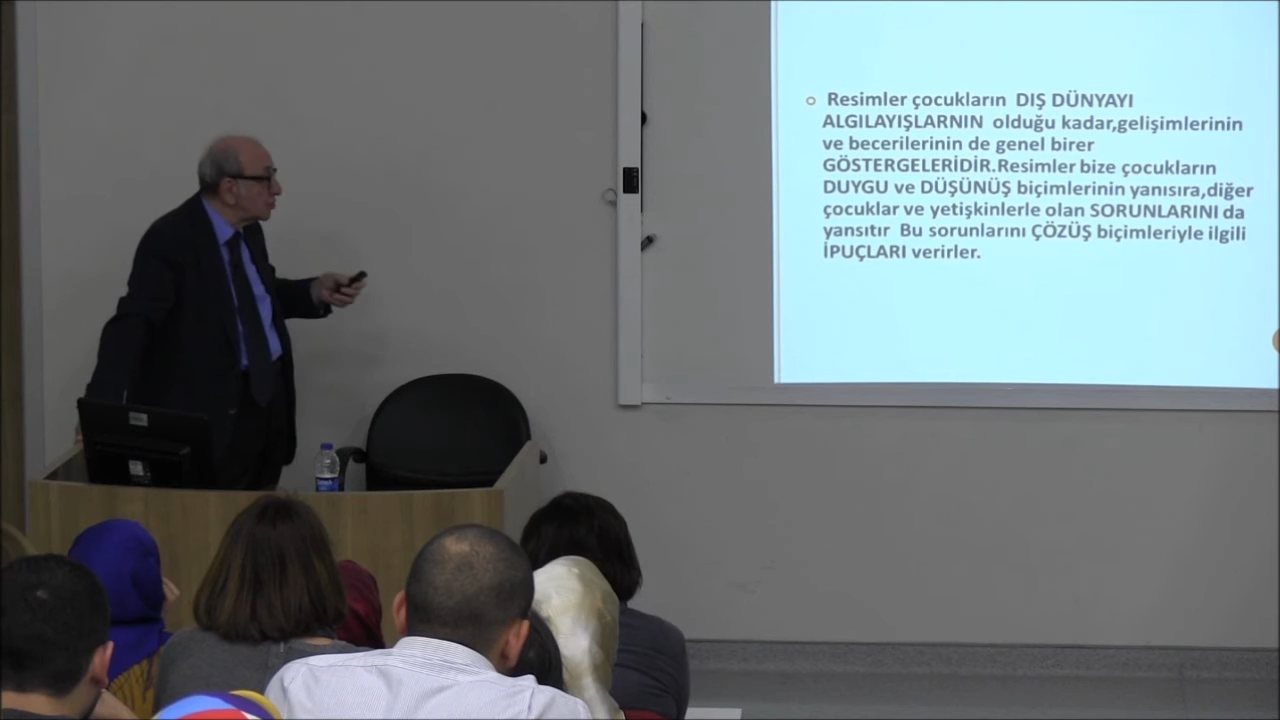 Resimler çocukların DIŞ DÜNYAYI
ALGILAYIŞLARNIN olduğu kadar,gelişimlerinin
ve becerilerinin de genel birer
GÖSTERGELERİDİR.Resimler bize çocukların
DUYGU ve DÜŞÜNÜŞ biçimlerinin yanısıra,diğer
çocuklar ve yetişkinlerle olan SORUNLARINI da
yansıtır Bu sorunlarını ÇÖZÜŞ biçimleriyle ilgili
İPUÇLARI verirler.